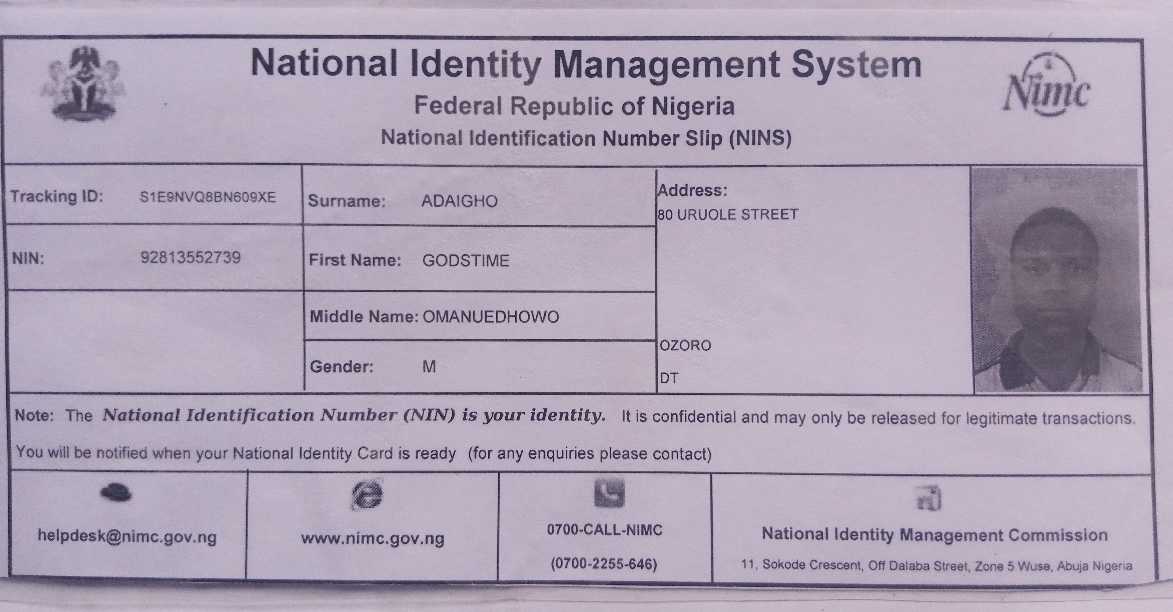 National Identity Management System
Federal Republic of Nigeria
National Identification Number Slip (NINS)
Nimc
Tracking ID: S1E9NVQ8BN609XE
Surname: ADAIGHO
Address:
80 URUOLE STREET
NIN: 92813552739
First Name: GODSTIME
Middle Name: OMANUEDHOWO
OZORO
Gender: M
DT
Note: The National Identification Number (NIN) is your identity. It is confidential and may only be released for legitimate transactions.
You will be notified when your National Identity Card is ready (for any enquiries please contact)
helpdesk@nimc.gov.ng
www.nimc.gov.ng
0700-CALL-NIMC
(0700-2255-646)
National Identity Management Commission
11, Sokode Crescent, Off Dalaba Street, Zone 5 Wuse, Abuja Nigeria